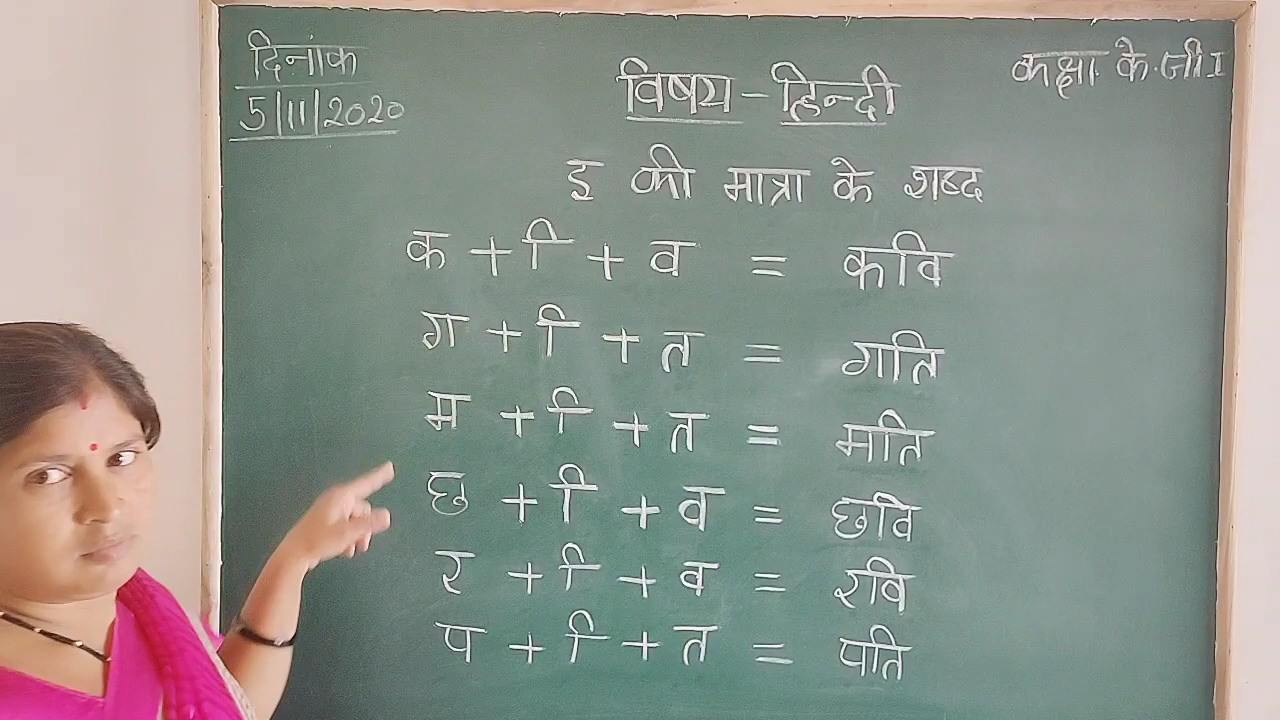 दिनांक
5/11/2020
कक्षा. के.जी I
विषय - हिन्दी
इ की मात्रा के शब्द
क + ि + व = कवि
ग + ि + त = गति
म + ि + त = मति
छ + ि + व = छवि
र + ि + व = रवि
प + ि + त = पति